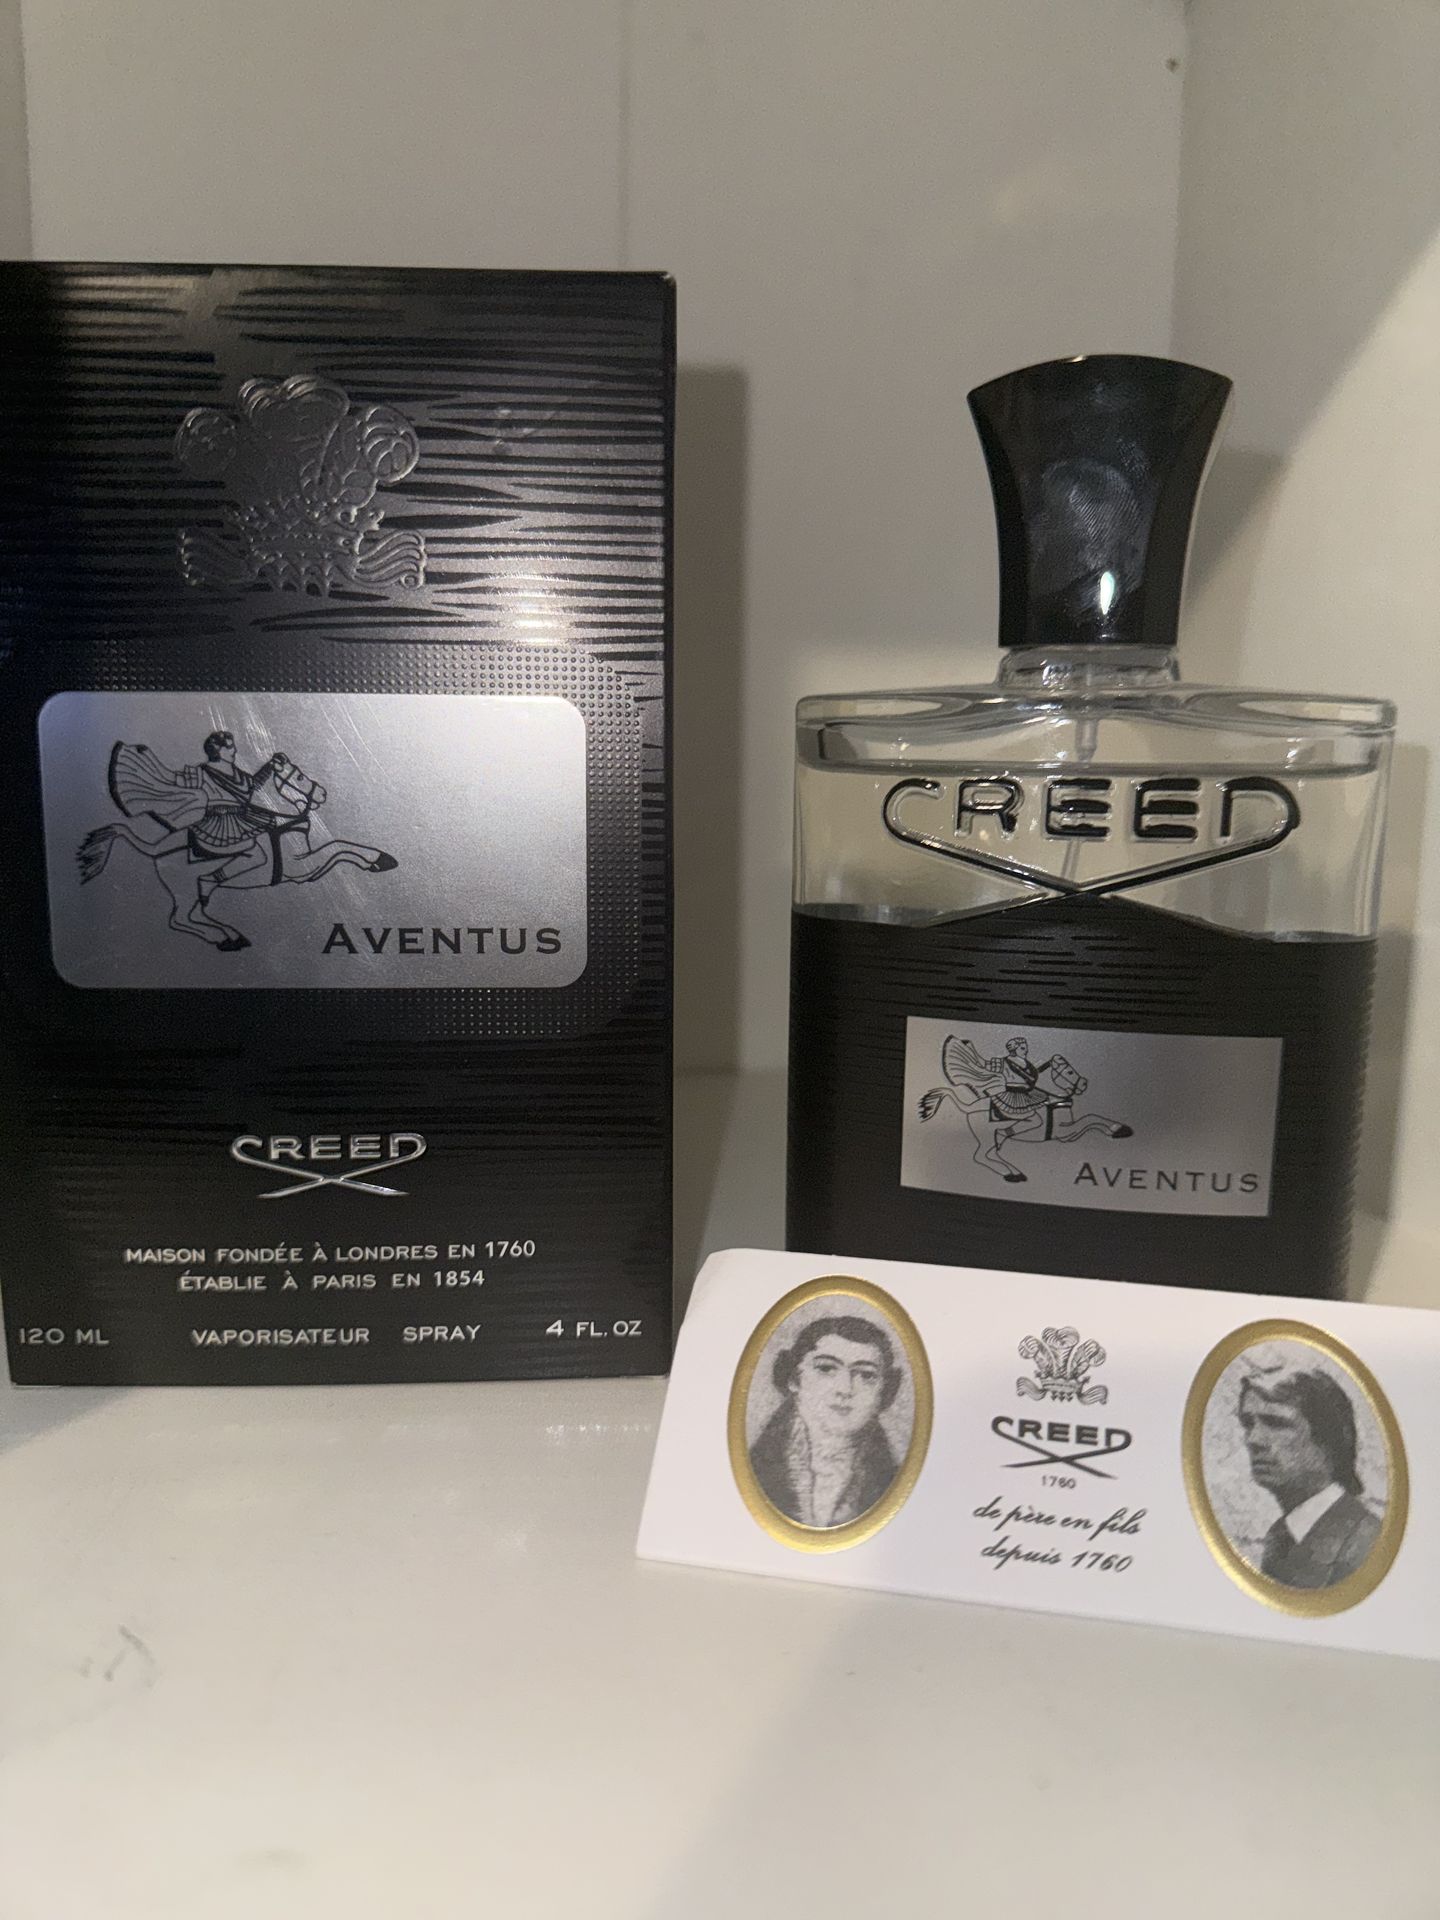 AVENTUS
CREED
MAISON FONDÉE À LONDRES EN 1760
ÉTABLIE À PARIS EN 1854
120 ML VAPORISATEUR SPRAY 4 FL. OZ
CREED
AVENTUS
CREED
1760
de père en fils
depuis 1760